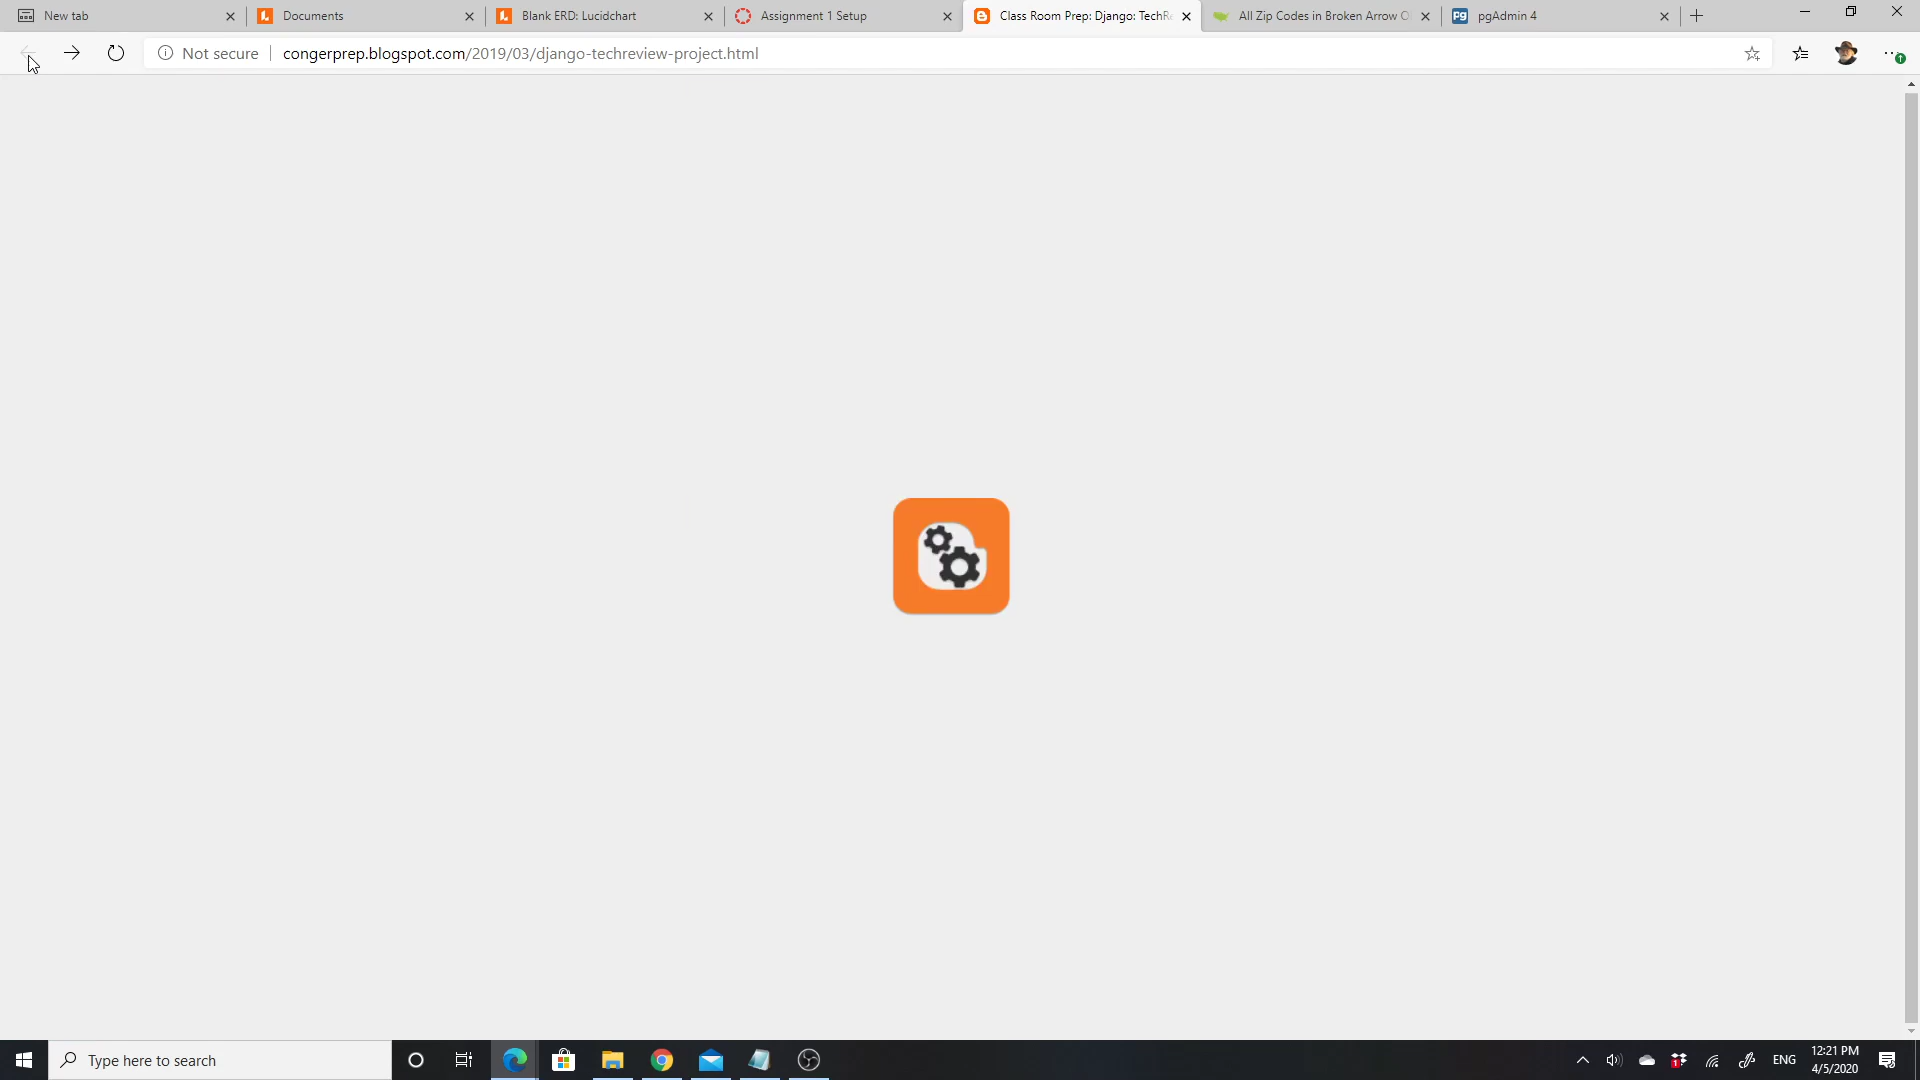 New tab
Documents
Blank ERD: Lucidchart
Assignment 1 Setup
Class Room Prep: Django: TechRe
All Zip Codes in Broken Arrow O
pgAdmin 4
Not secure
congerprep.blogspot.com/2019/03/django-techreview-project.html
Type here to search
1
ENG
12:21 PM
4/5/2020